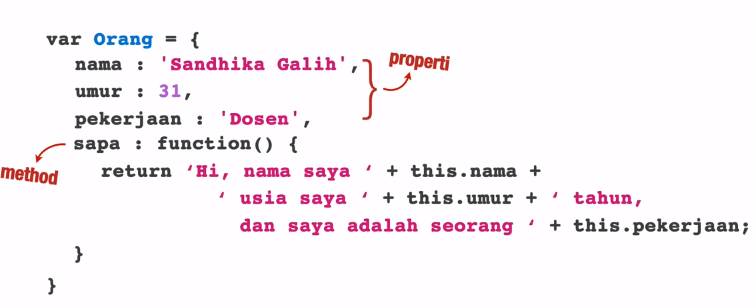 var Orang = {
nama : 'Sandhika Galih',
properti
umur : 31,
pekerjaan : 'Dosen',
sapa : function() {
method
return ‘Hi, nama saya ‘ + this.nama +
‘ usia saya ‘ + this.umur + ‘ tahun,
dan saya adalah seorang ‘ + this.pekerjaan;
}
}